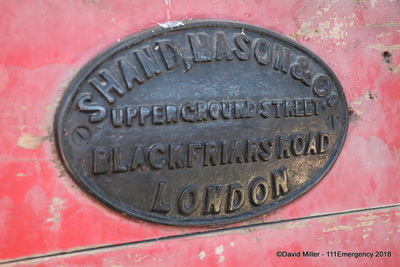 SHAND, MASON & Co.
UPPER GROUND STREET
BLACKFRIARS ROAD
LONDON
©David Miller - 111Emergency 2018